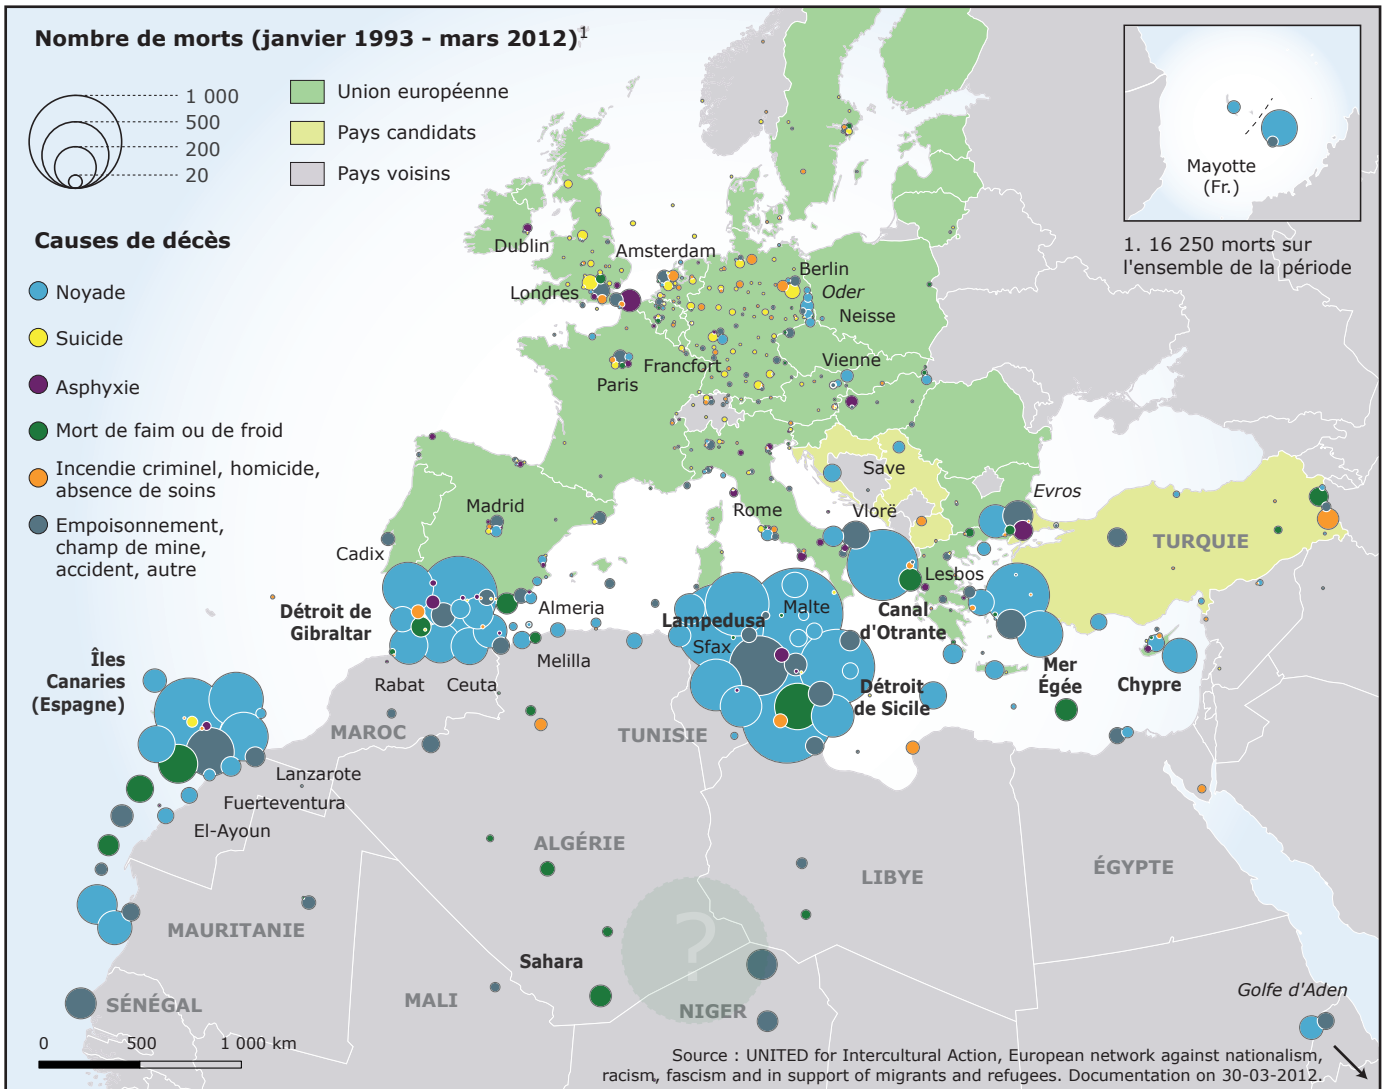 Nombre de morts (janvier 1993 - mars 2012)¹
1 000
500
200
20
Union européenne
Pays candidats
Pays voisins
Causes de décès
Noyade
Suicide
Asphyxie
Mort de faim ou de froid
Incendie criminel, homicide,
absence de soins
Empoisonnement,
champ de mine,
accident, autre
Mayotte
(Fr.)
1. 16 250 morts sur
l'ensemble de la période
Dublin
Amsterdam
Londres
Berlin
Oder
Neisse
Paris
Francfort
Vienne
Save
Madrid
Rome
Vlorë
Evros
Cadix
TURQUIE
Détroit de
Gibraltar
Almeria
Melilla
Lampedusa
Malte
Sfax
Canal
d'Otrante
Lesbos
Îles
Canaries
(Espagne)
Rabat
Ceuta
Détroit
de Sicile
Mer
Égée
Chypre
MAROC
TUNISIE
Lanzarote
Fuerteventura
El-Ayoun
ALGÉRIE
LIBYE
ÉGYPTE
MAURITANIE
?
Sahara
SÉNÉGAL
MALI
NIGER
Golfe d'Aden
0 500 1 000 km
Source : UNITED for Intercultural Action, European network against nationalism,
racism, fascism and in support of migrants and refugees. Documentation on 30-03-2012.